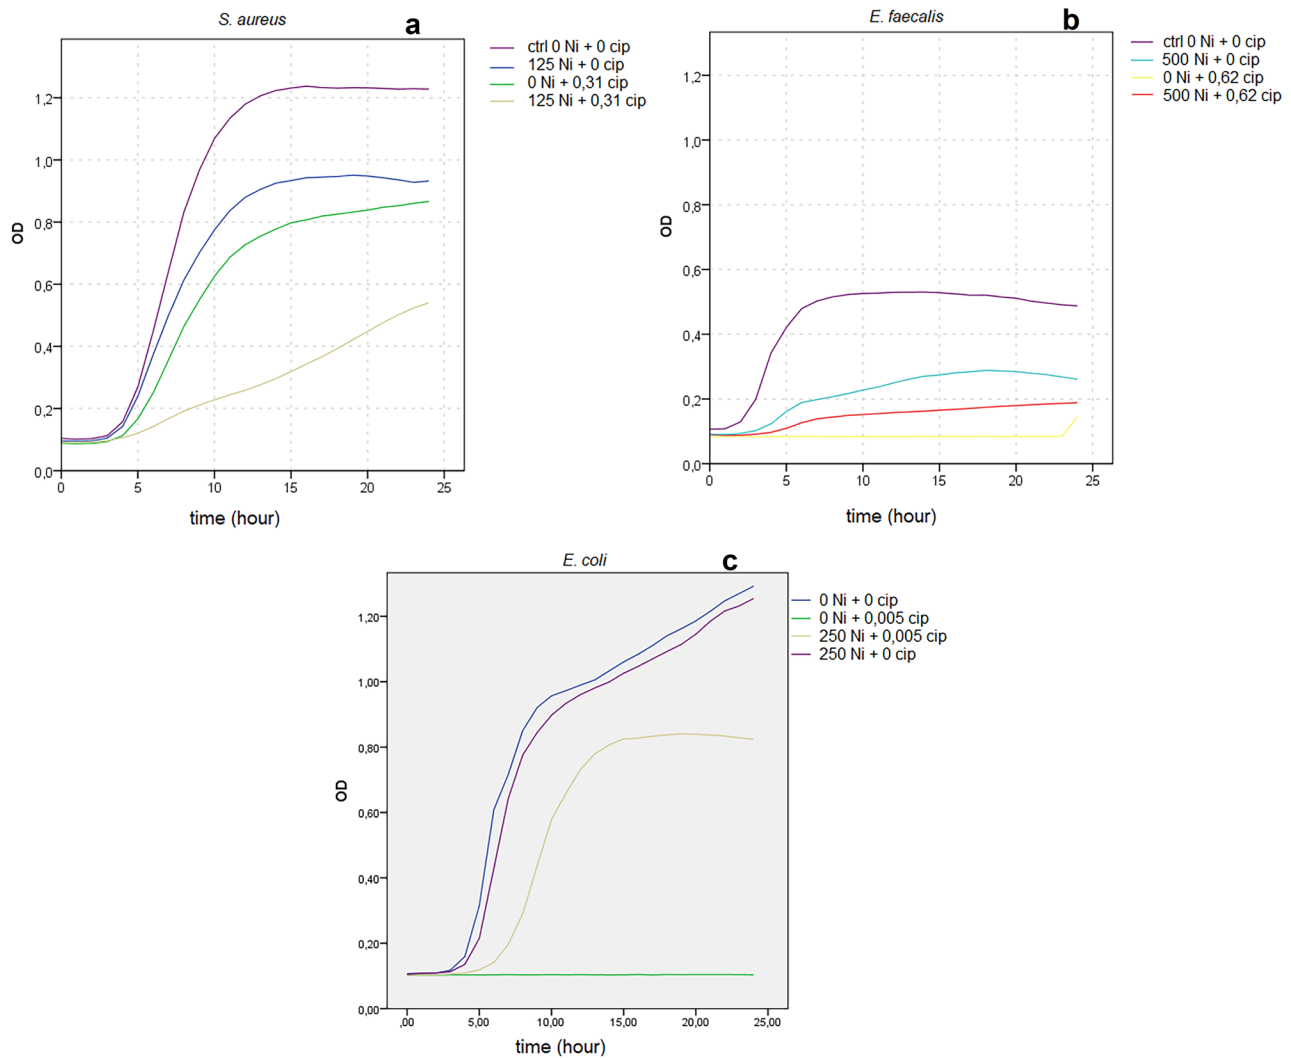 S. aureus
a
ctrl 0 Ni + 0 cip
125 Ni + 0 cip
0 Ni + 0,31 cip
125 Ni + 0,31 cip
1,2
1,0
0,8
0,6
0,4
0,2
0,0
OD
0 5 10 15 20 25
time (hour)
E. faecalis
b
ctrl 0 Ni + 0 cip
500 Ni + 0 cip
0 Ni + 0,62 cip
500 Ni + 0,62 cip
1,2
1,0
0,8
0,6
0,4
0,2
0,0
OD
0 5 10 15 20 25
time (hour)
E. coli
c
0 Ni + 0 cip
0 Ni + 0,005 cip
250 Ni + 0,005 cip
250 Ni + 0 cip
1,20
1,00
0,80
0,60
0,40
0,20
0,00
OD
,00 5,00 10,00 15,00 20,00 25,00
time (hour)